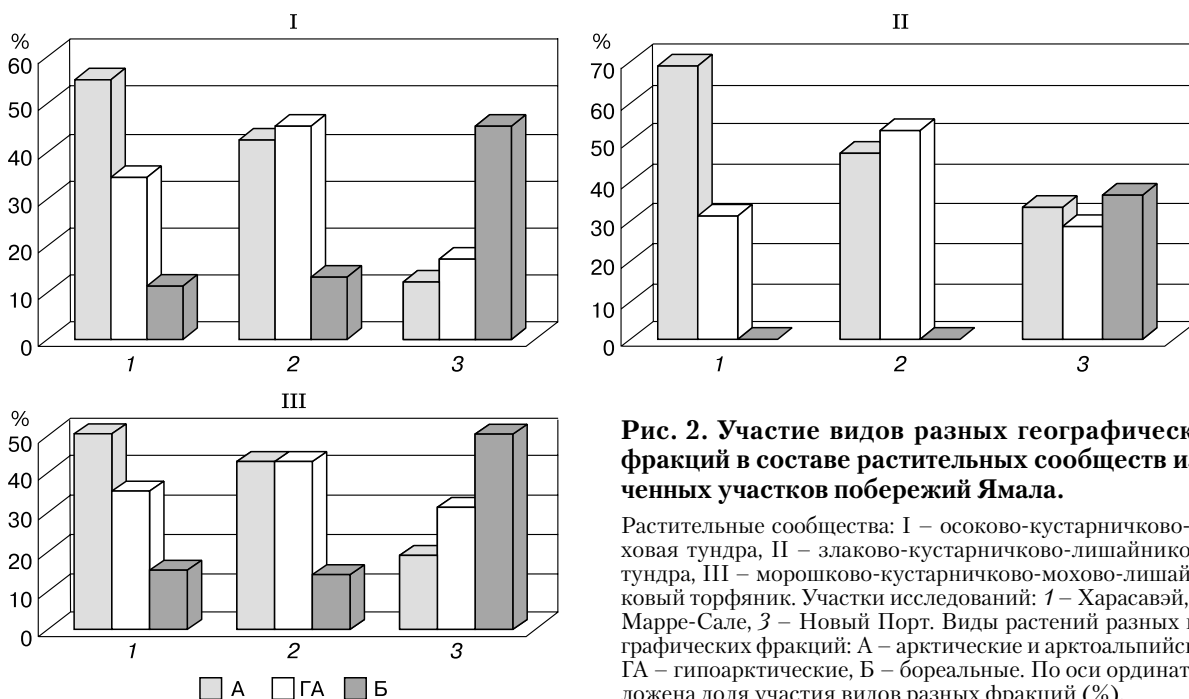 I
%
60
50
40
30
20
10
0
1 2 3
II
%
70
60
50
40
30
20
10
0
1 2 3
III
%
50
40
30
20
10
0
1 2 3
А ГА Б
Рис. 2. Участие видов разных географическ
фракций в составе растительных сообществ из
ченных участков побережий Ямала.
Растительные сообщества: I – осоково-кустарничково-
ховая тундра, II – злаково-кустарничково-лишайнико
тундра, III – морошково-кустарничково-мохово-лишай
ковый торфяник. Участки исследований: 1 – Харасавэй,
Марре-Сале, 3 – Новый Порт. Виды растений разных
графических фракций: А – арктические и арктоальпийс
ГА – гипоарктические, Б – бореальные. По оси ординат
ложена доля участия видов разных фракций (%)